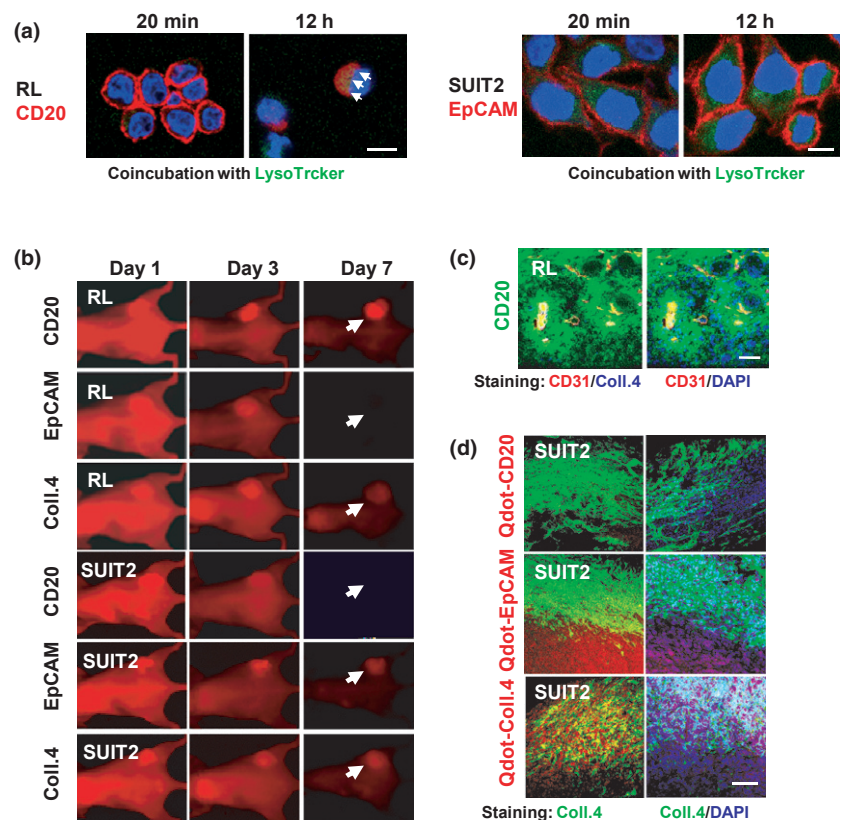 (a)
20 min 12 h
RL
CD20
Coincubation with LysoTrcker
20 min 12 h
SUIT2
EpCAM
Coincubation with LysoTrcker
(b)
Day 1 Day 3 Day 7
CD20
RL
EpCAM
RL
Coll.4
RL
CD20
SUIT2
EpCAM
SUIT2
Coll.4
SUIT2
(c)
CD20
RL
Staining: CD31/Coll.4 CD31/DAPI
(d)
Qdot-CD20
SUIT2
Qdot-EpCAM
SUIT2
Qdot-Coll.4
SUIT2
Staining: Coll.4 Coll.4/DAPI